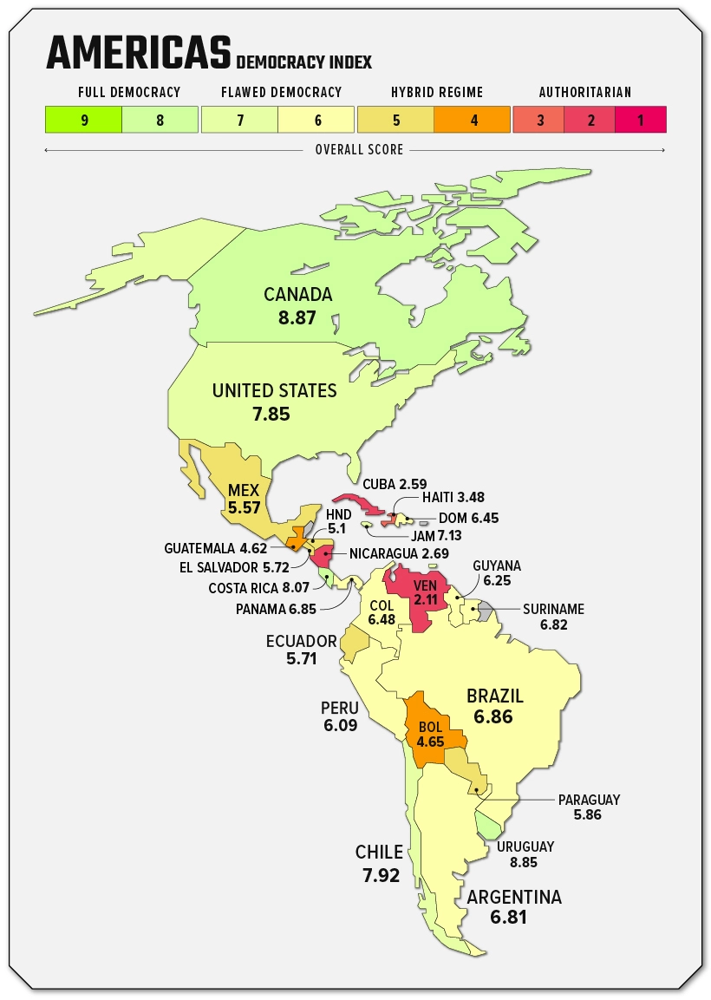 AMERICAS DEMOCRACY INDEX
FULL DEMOCRACY FLAWED DEMOCRACY HYBRID REGIME AUTHORITARIAN
9 8 7 6 5 4 3 2 1
OVERALL SCORE
CANADA
8.87
UNITED STATES
7.85
MEX
5.57
CUBA 2.59
HAITI 3.48
DOM 6.45
JAM 7.13
HND
5.1
GUATEMALA 4.62
NICARAGUA 2.69
EL SALVADOR 5.72
COSTA RICA 8.07
PANAMA 6.85
GUYANA
6.25
VEN
2.11
COL
6.48
SURINAME
6.82
ECUADOR
5.71
BRAZIL
6.86
PERU
6.09
BOL
4.65
PARAGUAY
5.86
URUGUAY
8.85
CHILE
7.92
ARGENTINA
6.81